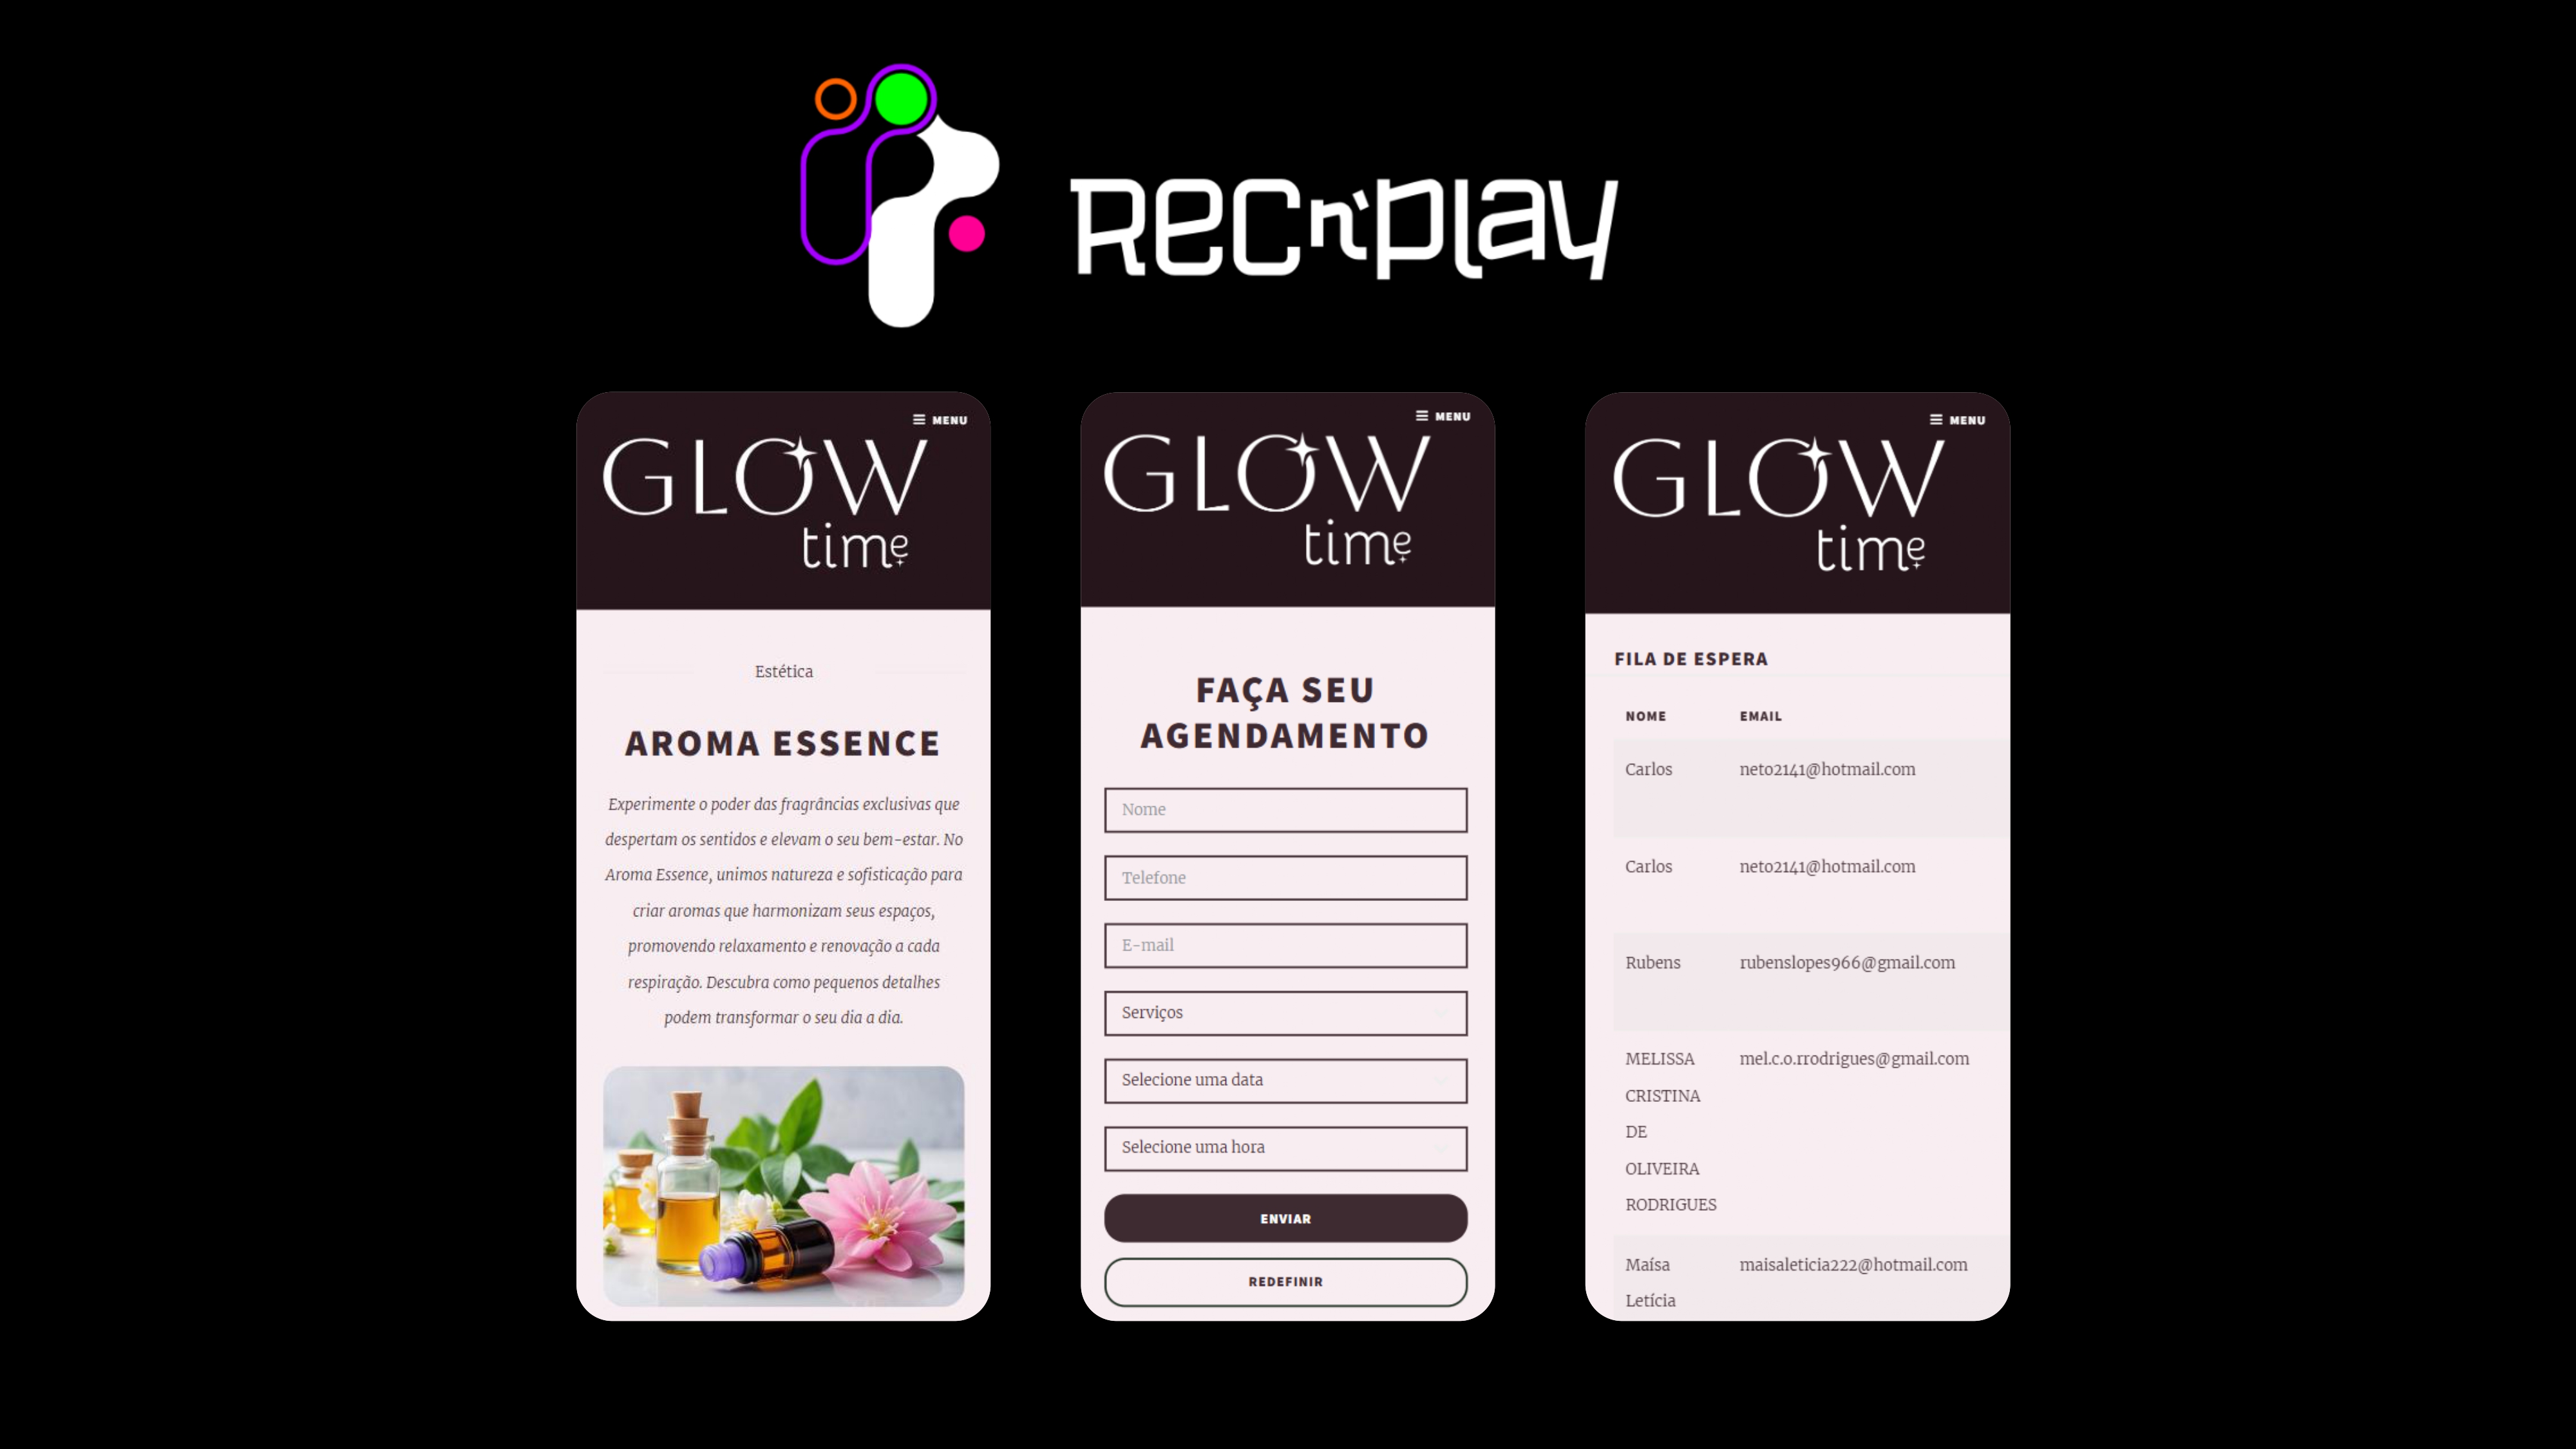 REC n' PLAY
MENU
GLOW
time
Estética
AROMA ESSENCE
Experimente o poder das fragrâncias exclusivas que
despertam os sentidos e elevam o seu bem-estar. No
Aroma Essence, unimos natureza e sofisticação para
criar aromas que harmonizam seus espaços,
promovendo relaxamento e renovação a cada
respiração. Descubra como pequenos detalhes
podem transformar o seu dia a dia.
MENU
GLOW
time
FAÇA SEU
AGENDAMENTO
Nome
Telefone
E-mail
Serviços
Selecione uma data
Selecione uma hora
ENVIAR
REDEFINIR
MENU
GLOW
time
FILA DE ESPERA
NOME EMAIL
Carlos neto2141@hotmail.com
Carlos neto2141@hotmail.com
Rubens rubenslopes966@gmail.com
MELISSA mel.c.o.rrodrigues@gmail.com
CRISTINA
DE
OLIVEIRA
RODRIGUES
Maísa maisaleticia222@hotmail.com
Letícia